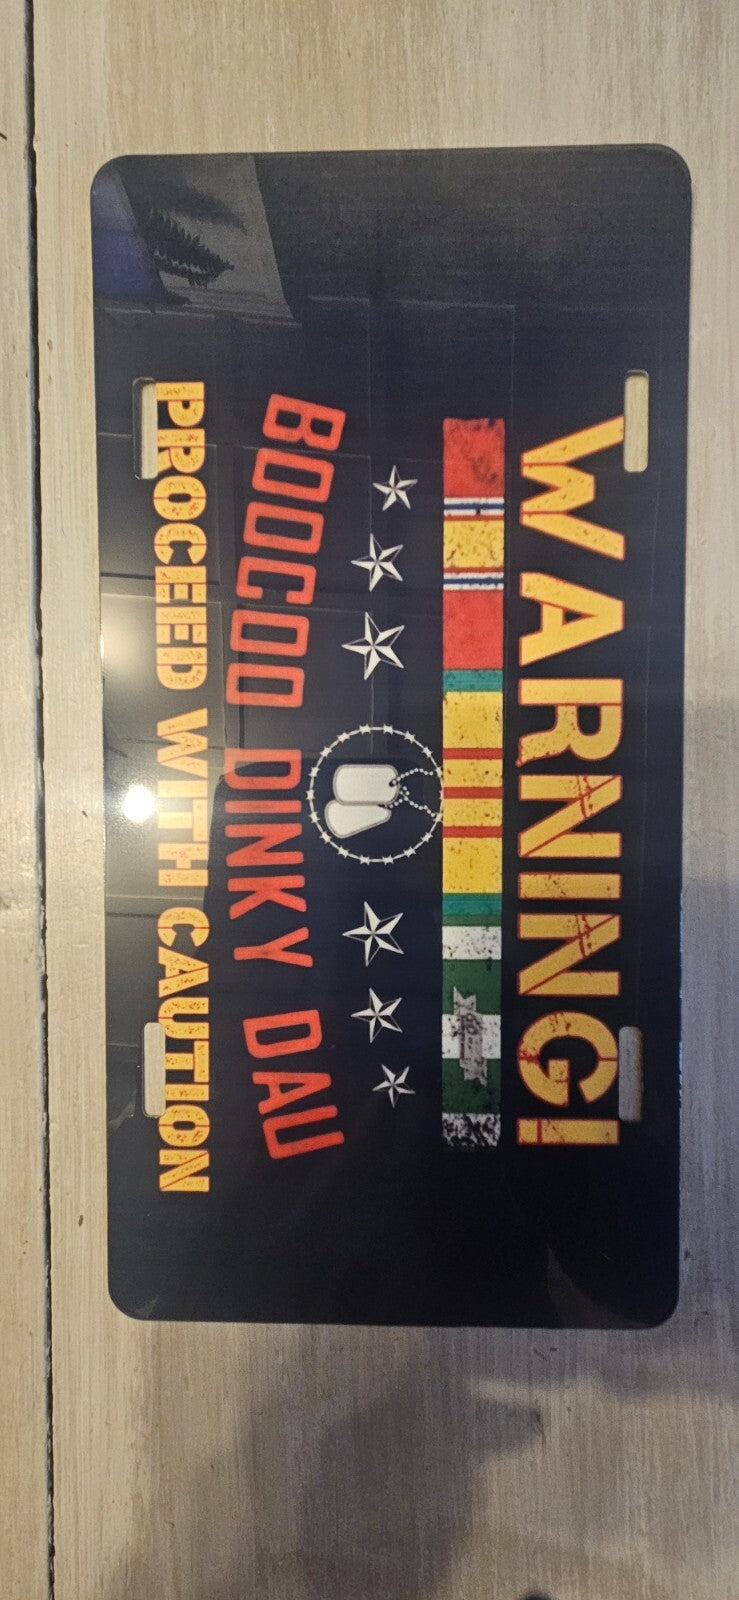 WARNING!
BOOCOO DINKY DAU
PROCEED WITH CAUTION